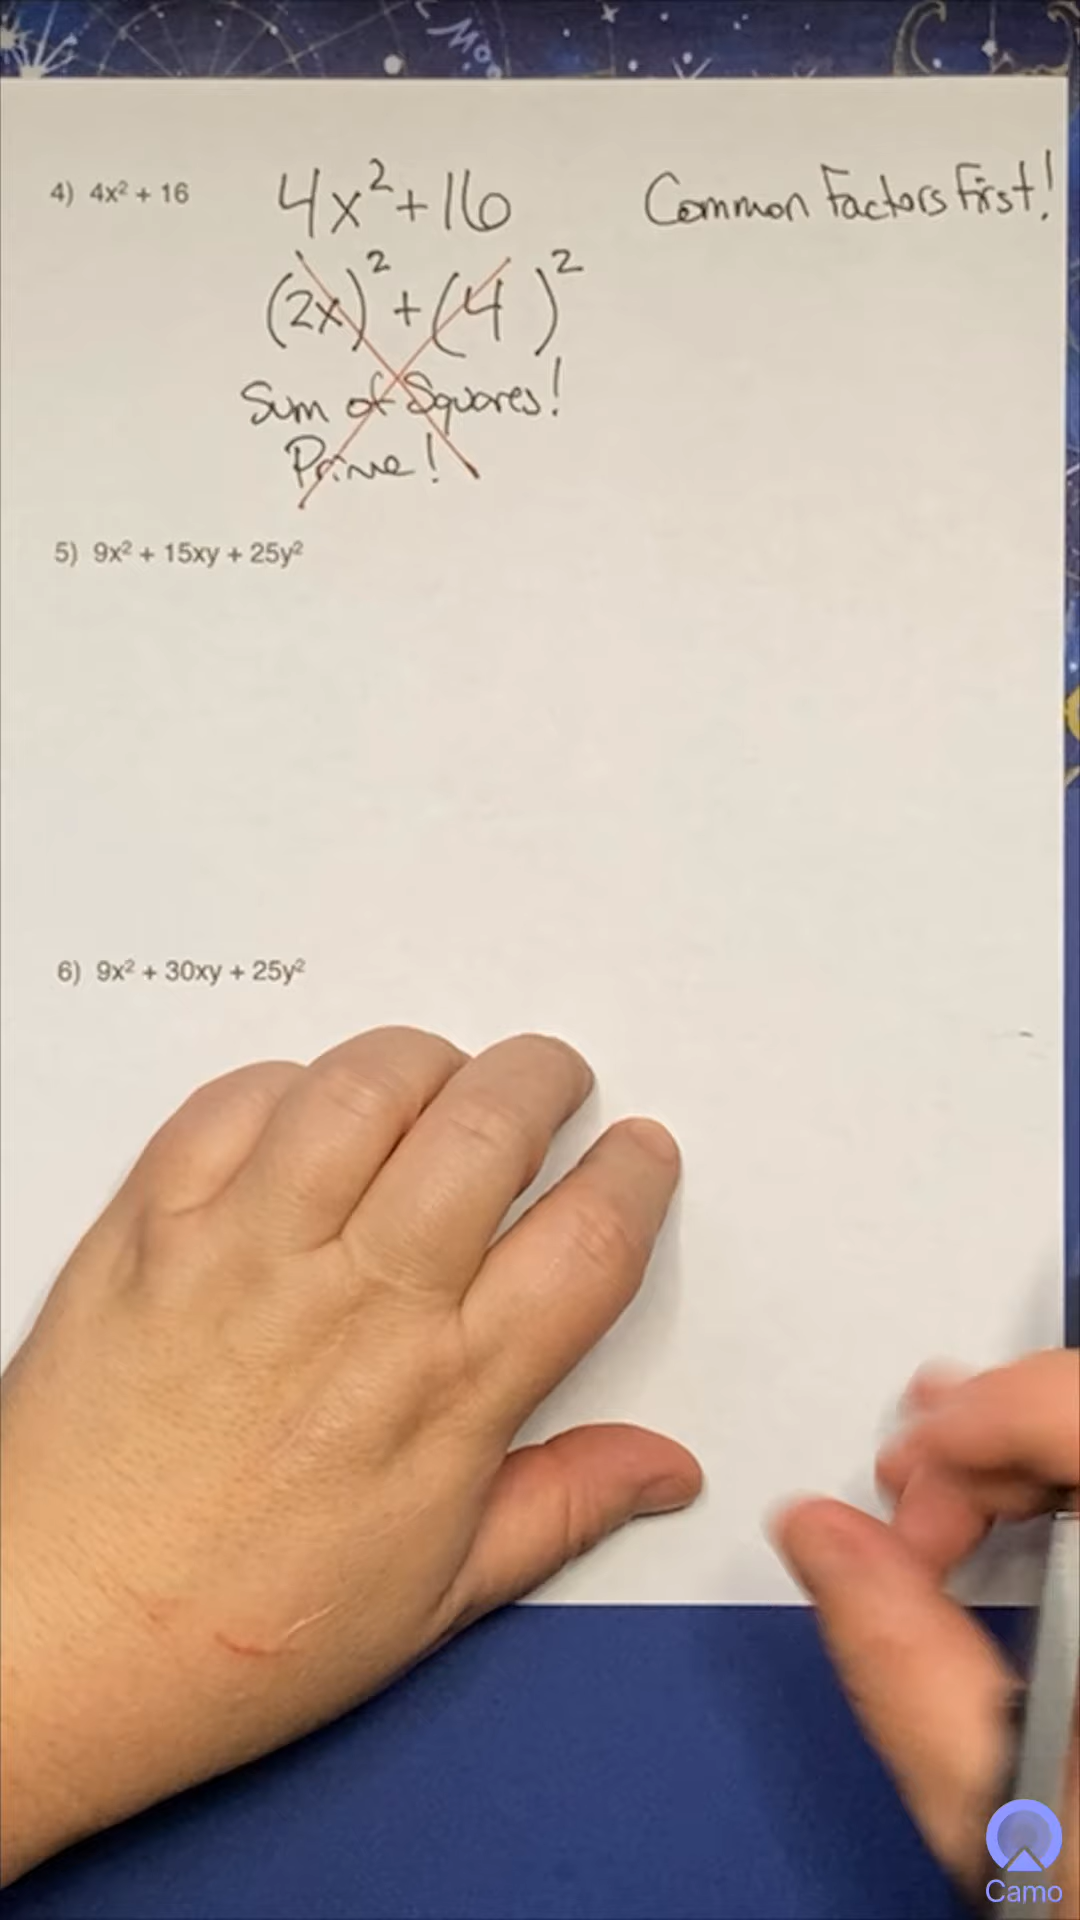 Mo
4) 4x² + 16
4x² + 16
Common Factors First!
(2x)² + (4 )²
Sum of Squares!
Prime!
5) 9x² + 15xy + 25y²
6) 9x² + 30xy + 25y²
Camo